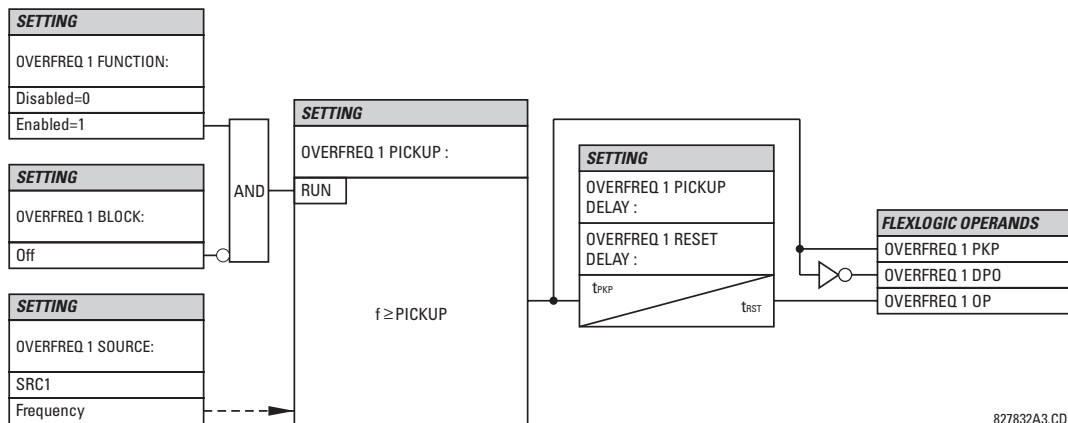 SETTING
OVERFREQ 1 FUNCTION:
Disabled=0
Enabled=1
SETTING
OVERFREQ 1 BLOCK:
Off
SETTING
OVERFREQ 1 SOURCE:
SRC1
Frequency
AND
SETTING
OVERFREQ 1 PICKUP :
RUN
f ≥ PICKUP
SETTING
OVERFREQ 1 PICKUP
DELAY :
OVERFREQ 1 RESET
DELAY :
tPKP
tRST
FLEXLOGIC OPERANDS
OVERFREQ 1 PKP
OVERFREQ 1 DPO
OVERFREQ 1 OP
827832A3.CD